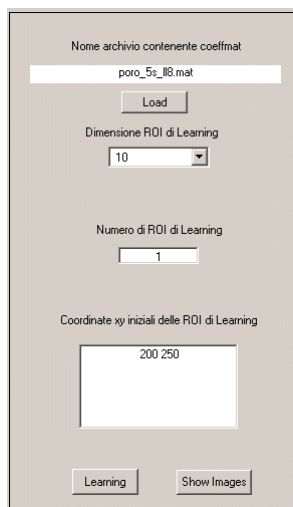 Nome archivio contenente coeffmat
poro_5s_ll8.mat
Load
Dimensione ROI di Learning
10
Numero di ROI di Learning
1
Coordinate xy iniziali delle ROI di Learning
200 250
Learning
Show Images